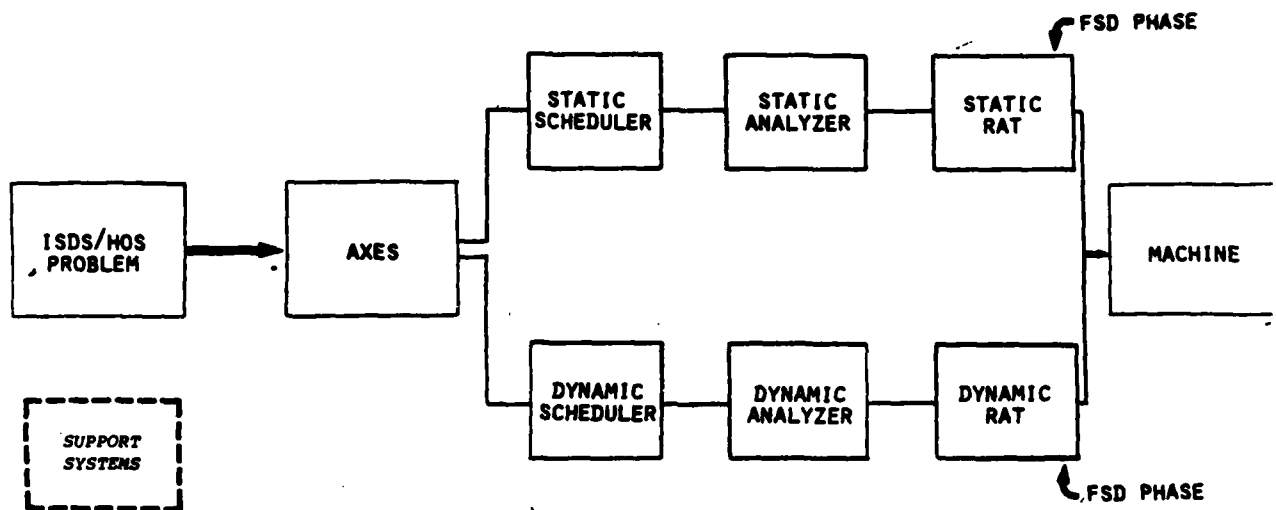 FSD PHASE
STATIC
SCHEDULER
STATIC
ANALYZER
STATIC
RAT
ISDS/HOS
PROBLEM
AXES
MACHINE
DYNAMIC
SCHEDULER
DYNAMIC
ANALYZER
DYNAMIC
RAT
SUPPORT
SYSTEMS
FSD PHASE